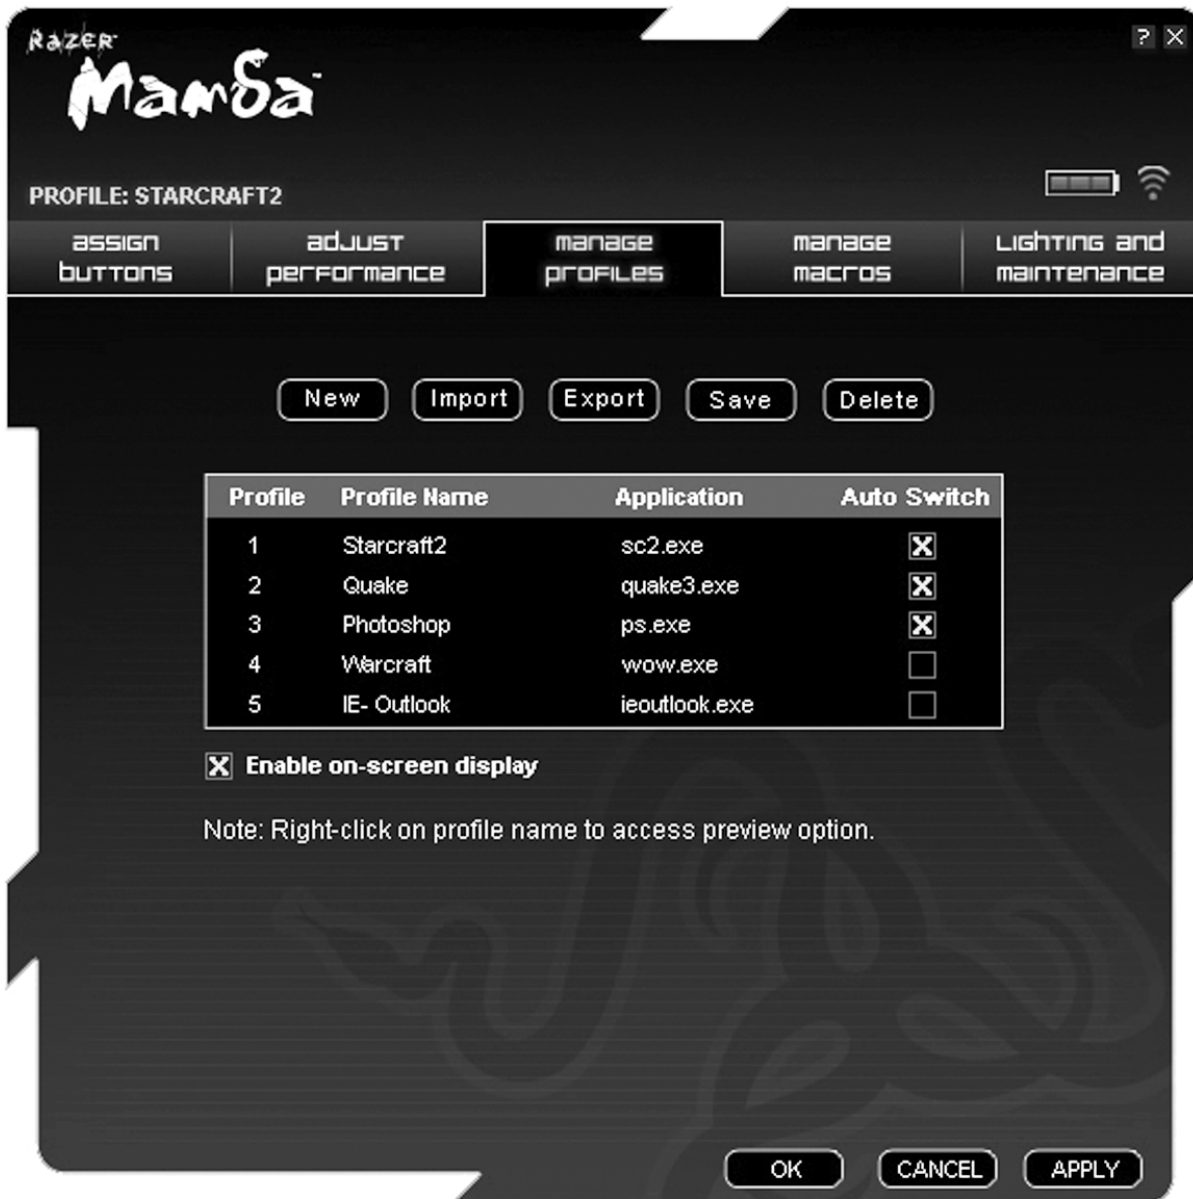 RAZER
Mamba™
? X
PROFILE: STARCRAFT2
assign buttons
adjust performance
manage profiles
manage macros
Lighting and maintenance
New Import Export Save Delete
Profile Profile Name Application Auto Switch
1 Starcraft2 sc2.exe
2 Quake quake3.exe
3 Photoshop ps.exe
4 Warcraft wow.exe
5 IE- Outlook ieoutlook.exe
Enable on-screen display
Note: Right-click on profile name to access preview option.
OK CANCEL APPLY